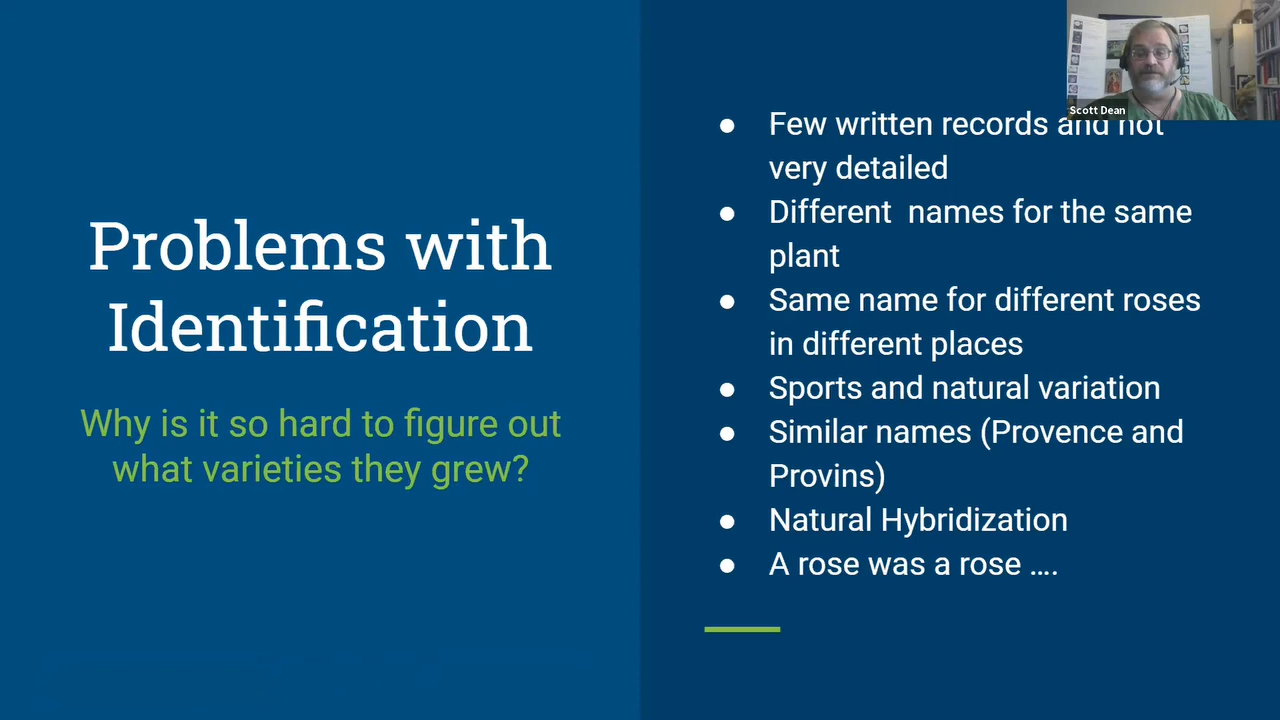 Problems with
Identification
Why is it so hard to figure out
what varieties they grew?
Scott Dean
● Few written records and not
very detailed
● Different  names for the same
plant
● Same name for different roses
in different places
● Sports and natural variation
● Similar names (Provence and
Provins)
● Natural Hybridization
● A rose was a rose ....